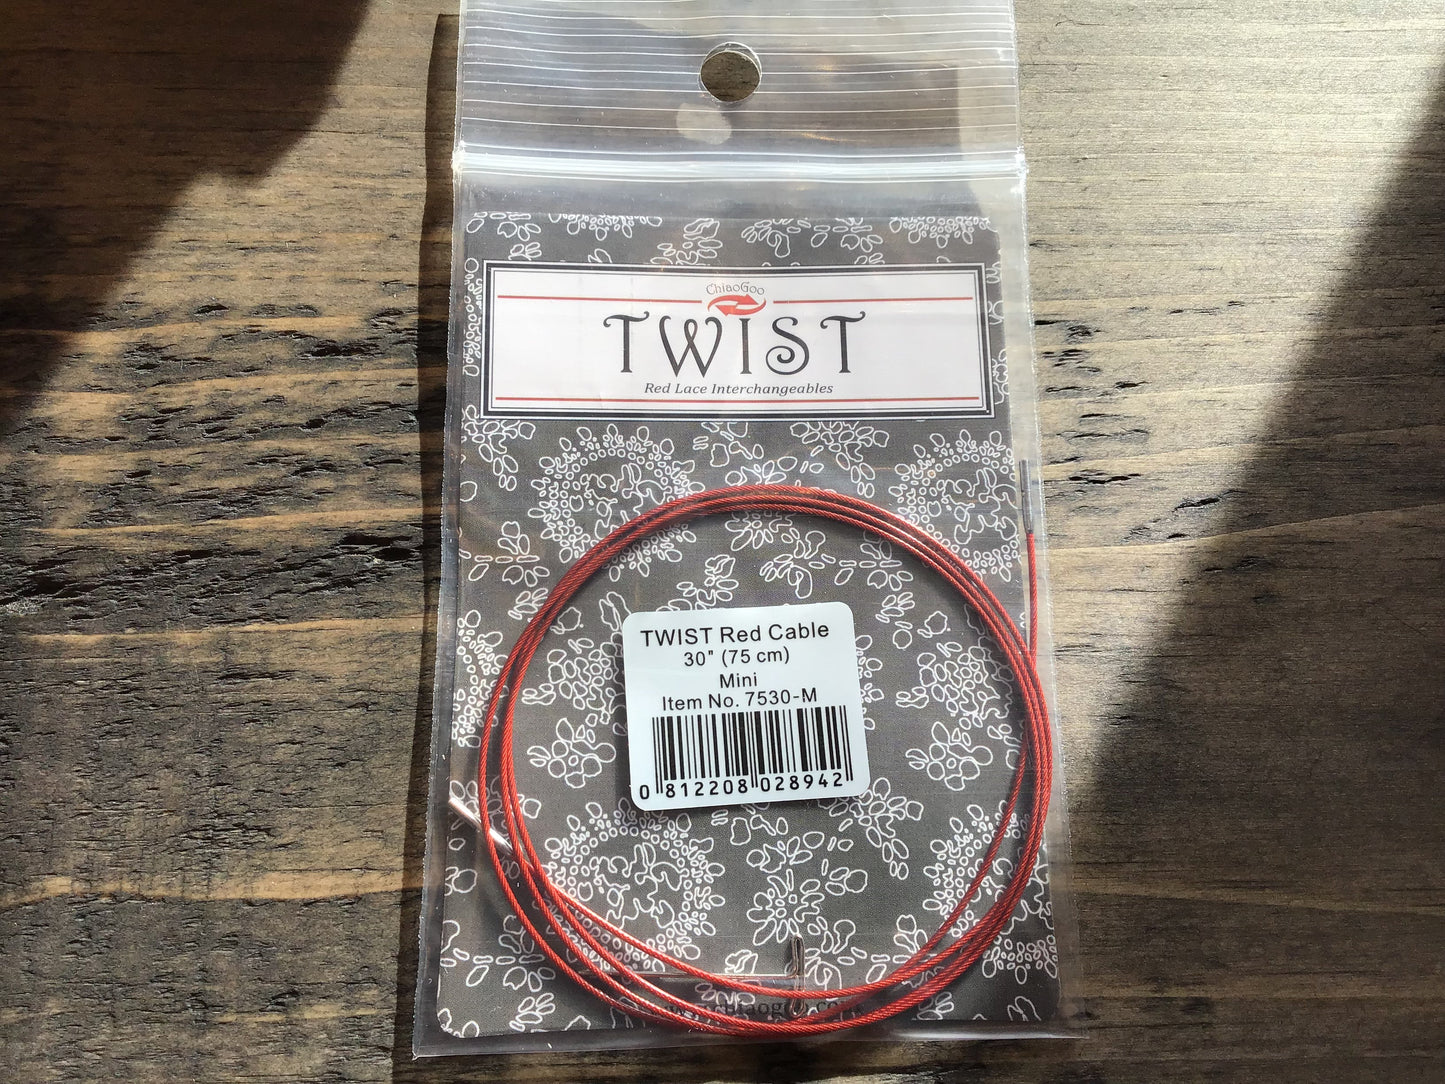 ChiaoGoo
TWIST
Red Lace Interchangeables
TWIST Red Cable
30" (75 cm)
Mini
Item No. 7530-M
0 812208 028942